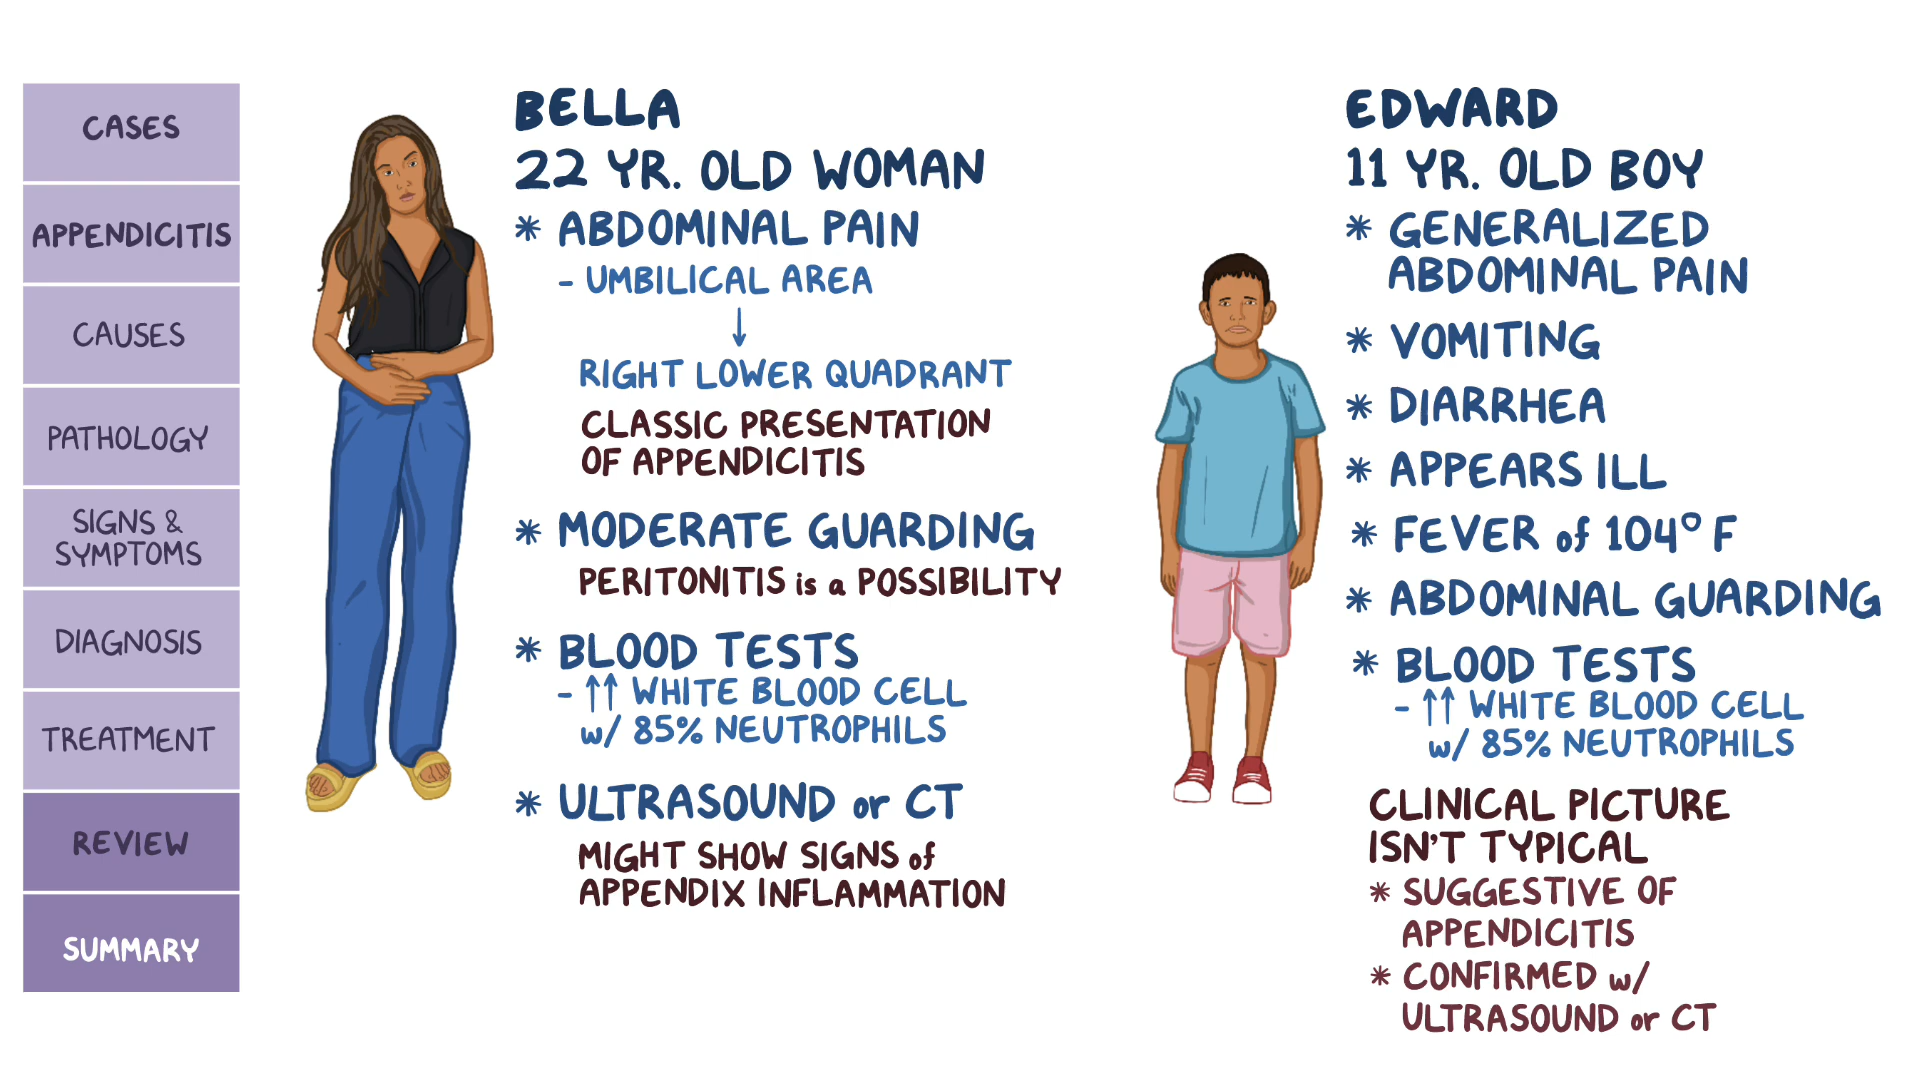 CASES
APPENDICITIS
CAUSES
PATHOLOGY
SIGNS &
SYMPTOMS
DIAGNOSIS
TREATMENT
REVIEW
SUMMARY
BELLA
22 YR. OLD WOMAN
* ABDOMINAL PAIN
- UMBILICAL AREA
↓
RIGHT LOWER QUADRANT
CLASSIC PRESENTATION
OF APPENDICITIS
* MODERATE GUARDING
PERITONITIS is a POSSIBILITY
* BLOOD TESTS
- ↑↑ WHITE BLOOD CELL
w/ 85% NEUTROPHILS
* ULTRASOUND or CT
MIGHT SHOW SIGNS of
APPENDIX INFLAMMATION
EDWARD
11 YR. OLD BOY
* GENERALIZED
ABDOMINAL PAIN
* VOMITING
* DIARRHEA
* APPEARS ILL
* FEVER of 104° F
* ABDOMINAL GUARDING
* BLOOD TESTS
- ↑↑ WHITE BLOOD CELL
w/ 85% NEUTROPHILS
CLINICAL PICTURE
ISN'T TYPICAL
* SUGGESTIVE OF
APPENDICITIS
* CONFIRMED w/
ULTRASOUND or CT